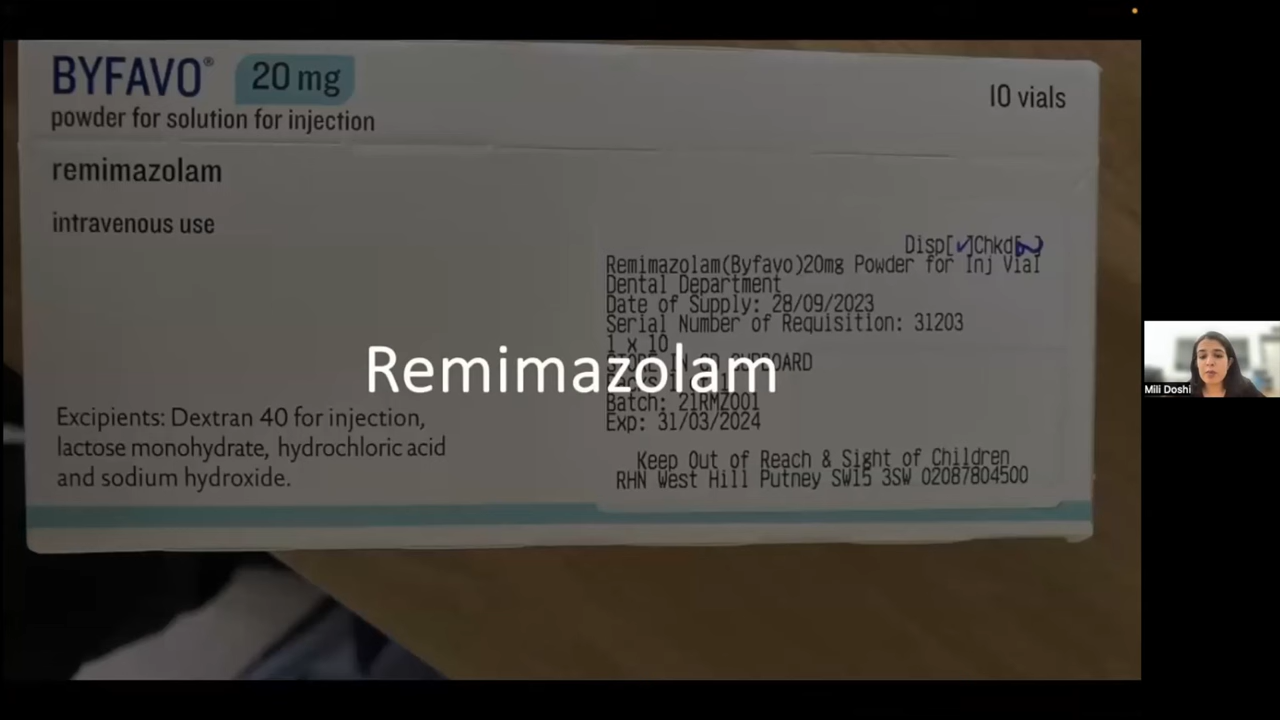 BYFAVO® 20 mg
10 vials
powder for solution for injection
remimazolam
intravenous use
Disp[✓]Chkd[ ]
Remimazolam(Byfavo)20mg Powder for Inj Vial
Dental Department
Date of Supply: 28/09/2023
Serial Number of Requisition: 31203
1 x 10
IN CD CUPBOARD
Remimazolam
Batch: 21RMZ001
Exp: 31/03/2024
Excipients: Dextran 40 for injection,
lactose monohydrate, hydrochloric acid
and sodium hydroxide.
Keep Out of Reach & Sight of Children
RHN West Hill Putney SW15 3SW 02087804500
Mili Doshi